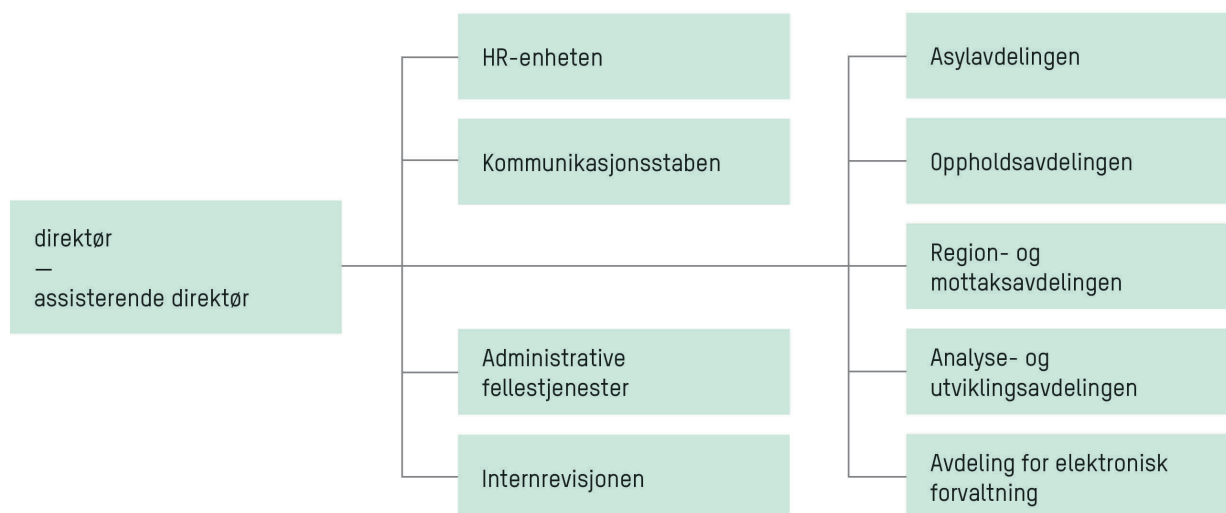 direktør
—
assisterende direktør
HR-enheten
Kommunikasjonsstaben
Administrative
fellestjenester
Internrevisjonen
Asylavdelingen
Oppholdsavdelingen
Region- og
mottaksavdelingen
Analyse- og
utviklingsavdelingen
Avdeling for elektronisk
forvaltning